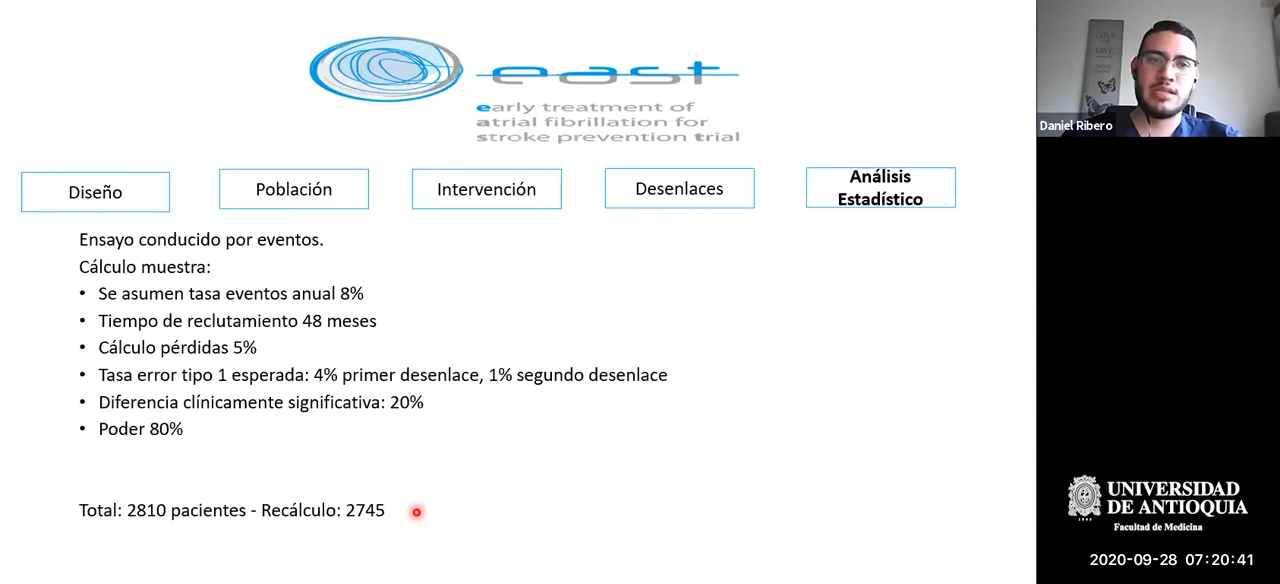 east
early treatment of
atrial fibrillation for
stroke prevention trial
Diseño
Población
Intervención
Desenlaces
Análisis
Estadístico
Ensayo conducido por eventos.
Cálculo muestra:
• Se asumen tasa eventos anual 8%
• Tiempo de reclutamiento 48 meses
• Cálculo pérdidas 5%
• Tasa error tipo 1 esperada: 4% primer desenlace, 1% segundo desenlace
• Diferencia clínicamente significativa: 20%
• Poder 80%
Total: 2810 pacientes - Recálculo: 2745
Daniel Ribero
UNIVERSIDAD
DE ANTIOQUIA
Facultad de Medicina
2020-09-28 07:20:41